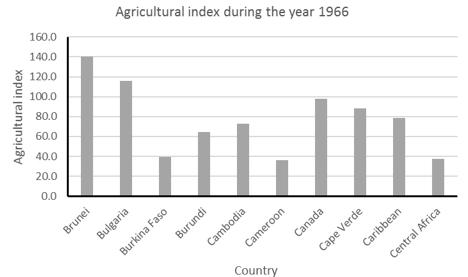 Agricultural index during the year 1966
160.0
140.0
120.0
100.0
80.0
60.0
40.0
20.0
0.0
Agricultural index
Brunei
Bulgaria
Burkina Faso
Burundi
Cambodia
Cameroon
Canada
Cape Verde
Caribbean
Central Africa
Country